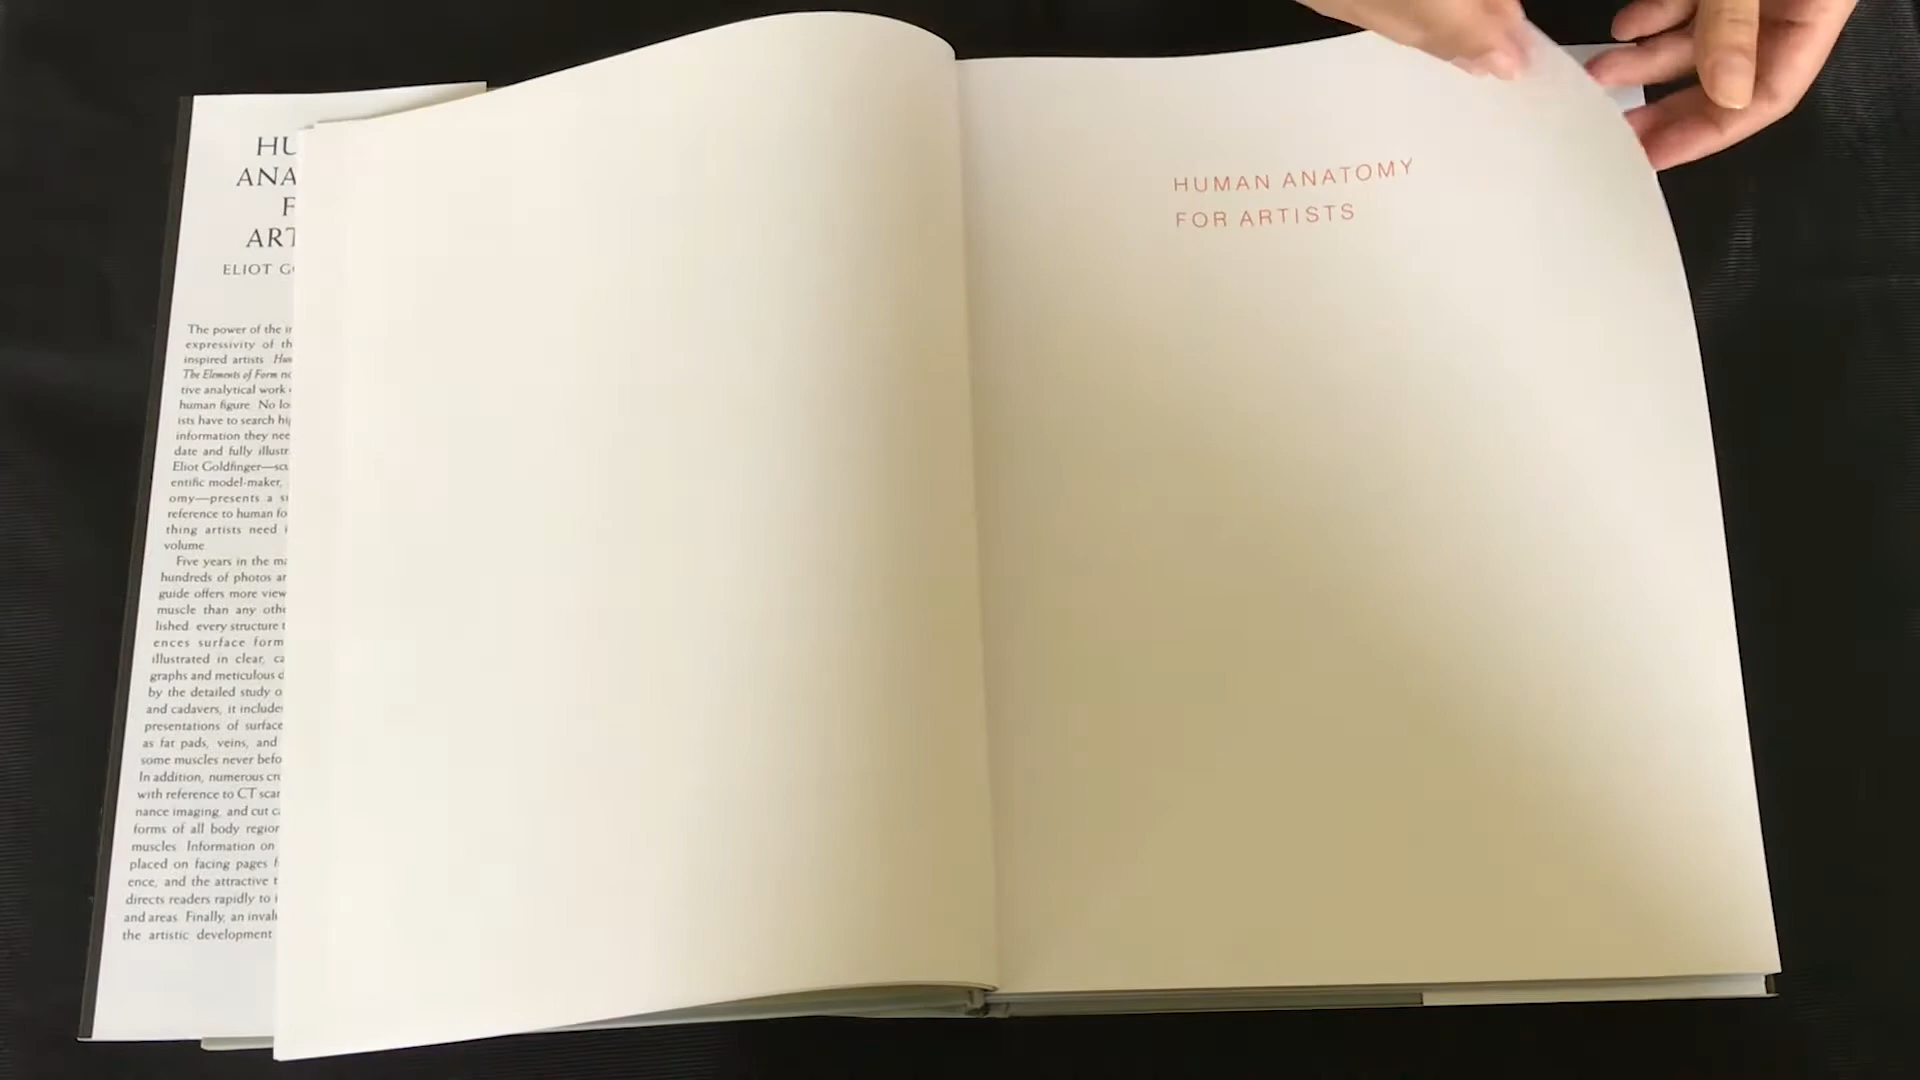 HU
ANA
F
ART
ELIOT G
The power of the
expressivity of th
inspired artists
The Elements of Form
tive analytical work
human figure. No lo
ists have to search hi
information they nee
date and fully illustr
Eliot Goldfinger—scu
entific model-maker,
omy—presents a s
reference to human fo
thing artists need
volume.
Five years in the ma
hundreds of photos ar
guide offers more view
muscle than any othe
lished: every structure t
ences surface form
illustrated in clear, ca
graphs and meticulous d
by the detailed study o
and cadavers, it include
presentations of surface
as fat pads, veins, and
some muscles never befo
In addition, numerous cro
with reference to CT scar
nance imaging, and cut ca
forms of all body region
muscles. Information on
placed on facing pages f
ence, and the attractive t
directs readers rapidly to i
and areas. Finally, an invalu
the artistic development
HUMAN ANATOMY
FOR ARTISTS